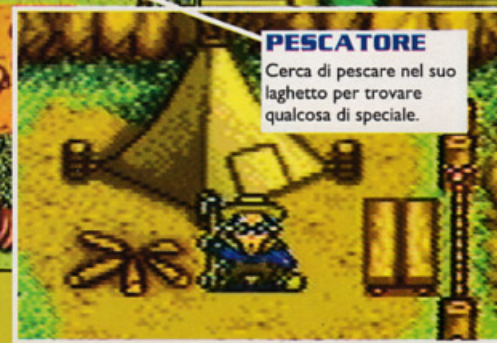 PESCATORE
Cerca di pescare nel suo
laghetto per trovare
qualcosa di speciale.